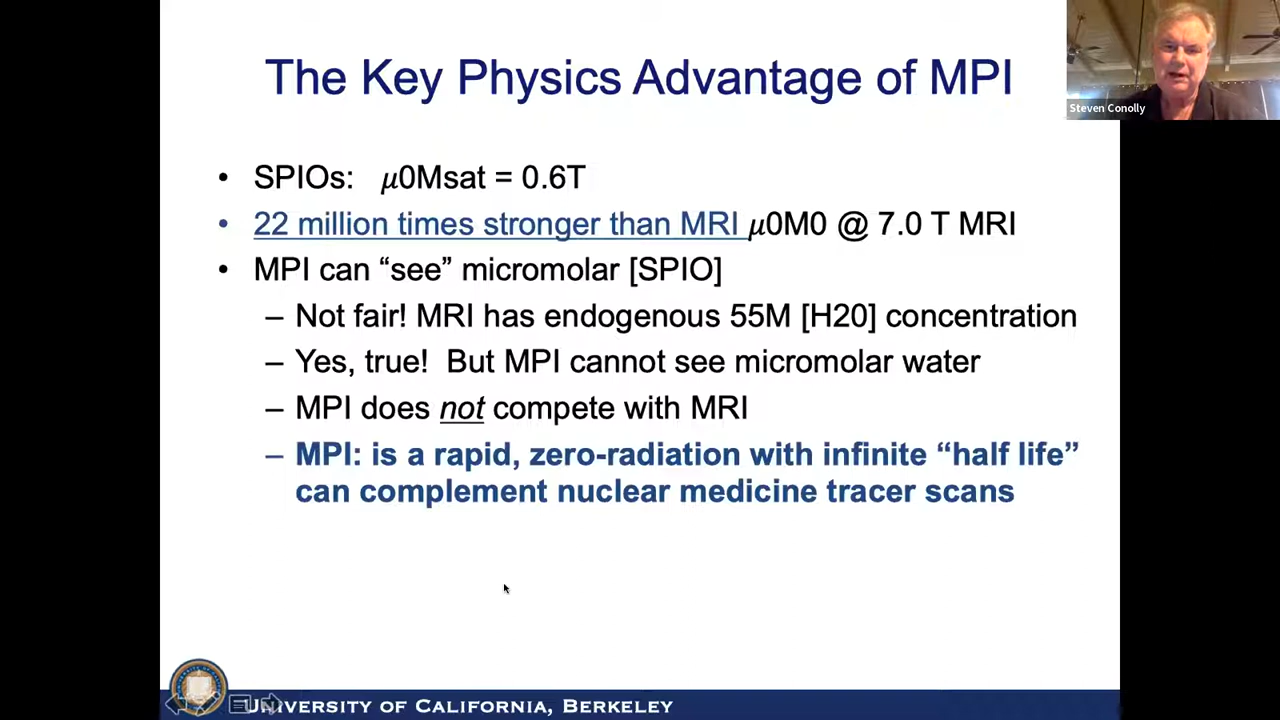 The Key Physics Advantage of MPI
Steven Conolly
• SPIOs: 𝜇0Msat = 0.6T
• 22 million times stronger than MRI 𝜇0M0 @ 7.0 T MRI
• MPI can “see” micromolar [SPIO]
– Not fair! MRI has endogenous 55M [H20] concentration
– Yes, true! But MPI cannot see micromolar water
– MPI does not compete with MRI
– MPI: is a rapid, zero-radiation with infinite “half life”
can complement nuclear medicine tracer scans
UNIVERSITY OF CALIFORNIA, BERKELEY